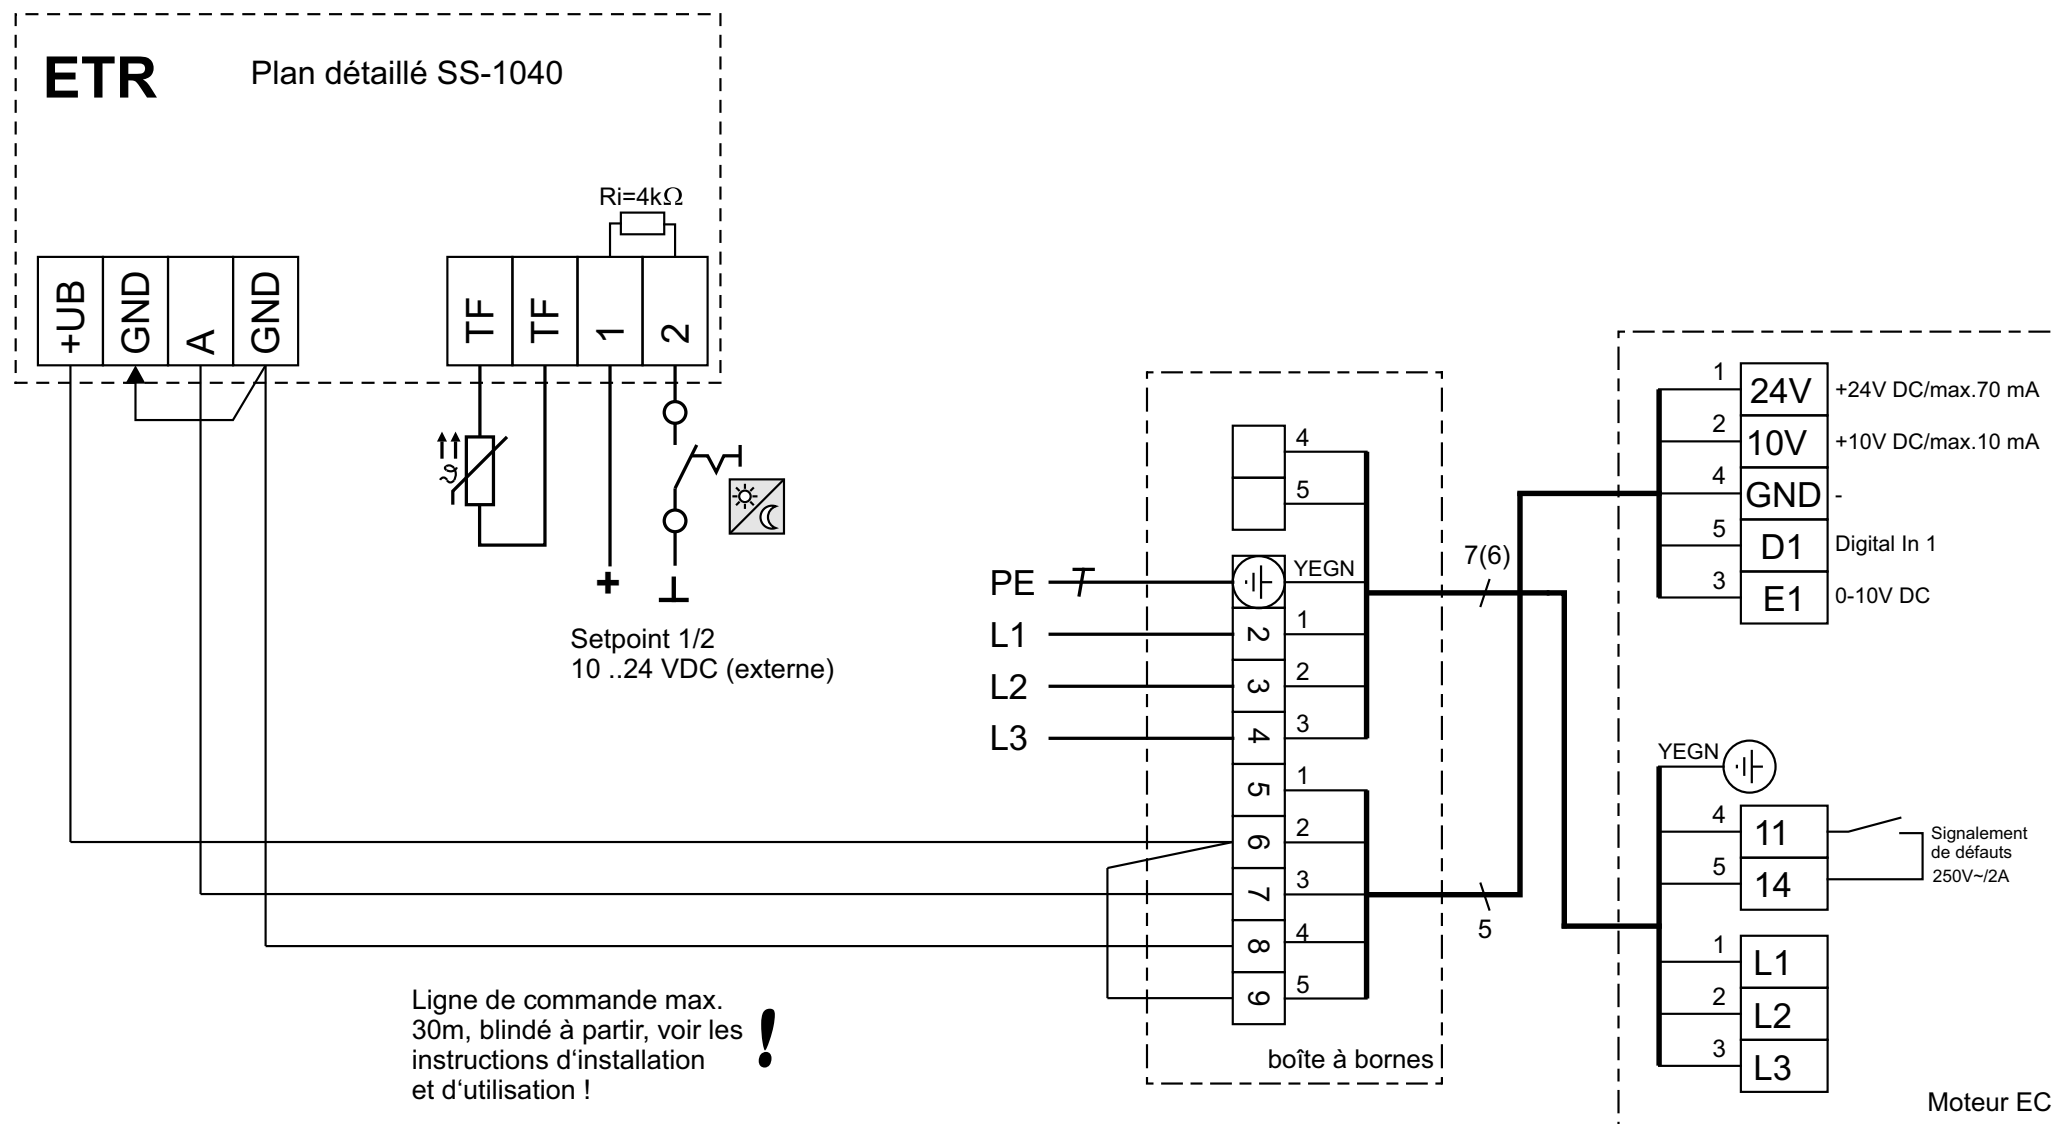 ETR
Plan détaillé SS-1040
Ri=4kΩ
+UB
GND
A
GND
TF
TF
1
2
ϑ
+
Setpoint 1/2
10 ..24 VDC (externe)
Ligne de commande max.
30m, blindé à partir, voir les
instructions d‘installation
et d‘utilisation !
!
PE
L1
L2
L3
4
5
YEGN
2 1
3 2
4 3
5 1
6 2
7 3
8 4
9 5
boîte à bornes
7(6)
5
1 24V +24V DC/max.70 mA
2 10V +10V DC/max.10 mA
4 GND -
5 D1 Digital In 1
3 E1 0-10V DC
YEGN
4 11
5 14
Signalement
de défauts
250V~/2A
1 L1
2 L2
3 L3
Moteur EC